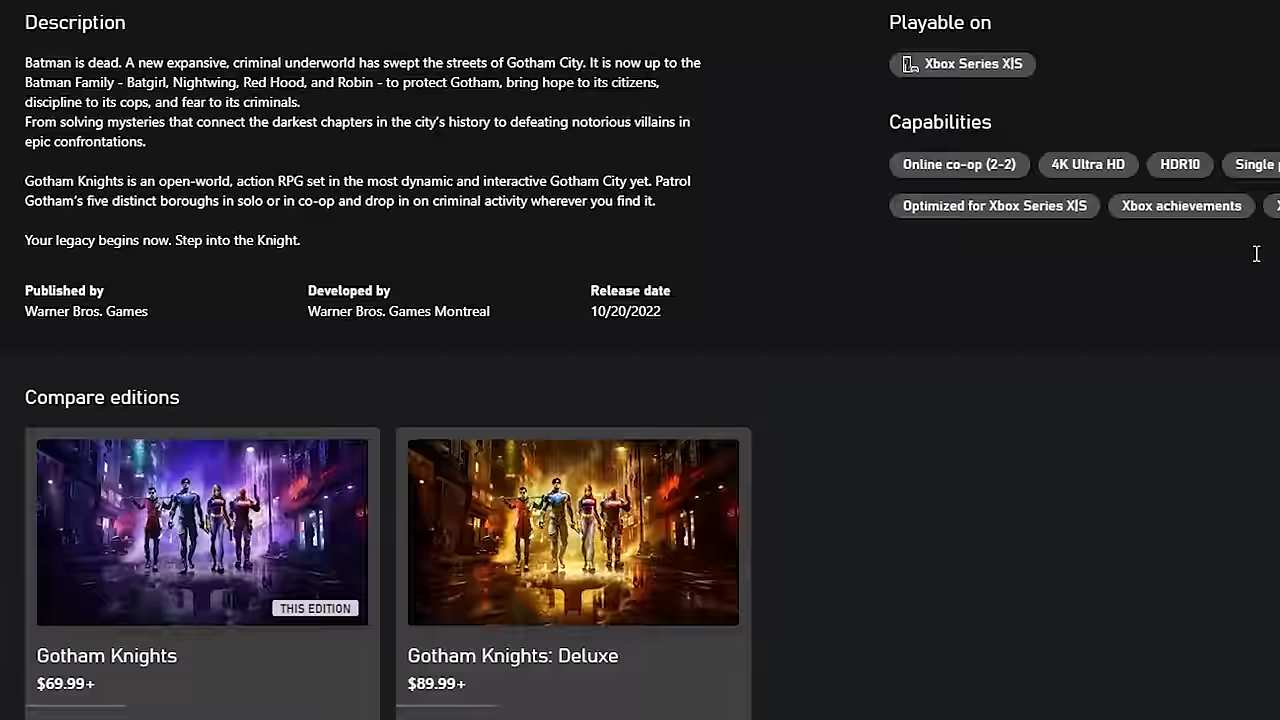 Description
Batman is dead. A new expansive, criminal underworld has swept the streets of Gotham City. It is now up to the
Batman Family - Batgirl, Nightwing, Red Hood, and Robin - to protect Gotham, bring hope to its citizens,
discipline to its cops, and fear to its criminals.
From solving mysteries that connect the darkest chapters in the city’s history to defeating notorious villains in
epic confrontations.
Gotham Knights is an open-world, action RPG set in the most dynamic and interactive Gotham City yet. Patrol
Gotham’s five distinct boroughs in solo or in co-op and drop in on criminal activity wherever you find it.
Your legacy begins now. Step into the Knight.
Published by
Warner Bros. Games
Developed by
Warner Bros. Games Montreal
Release date
10/20/2022
Playable on
Xbox Series X|S
Capabilities
Online co-op (2-2) 4K Ultra HD HDR10 Single
Optimized for Xbox Series X|S Xbox achievements
Compare editions
THIS EDITION
Gotham Knights
$69.99+
Gotham Knights: Deluxe
$89.99+